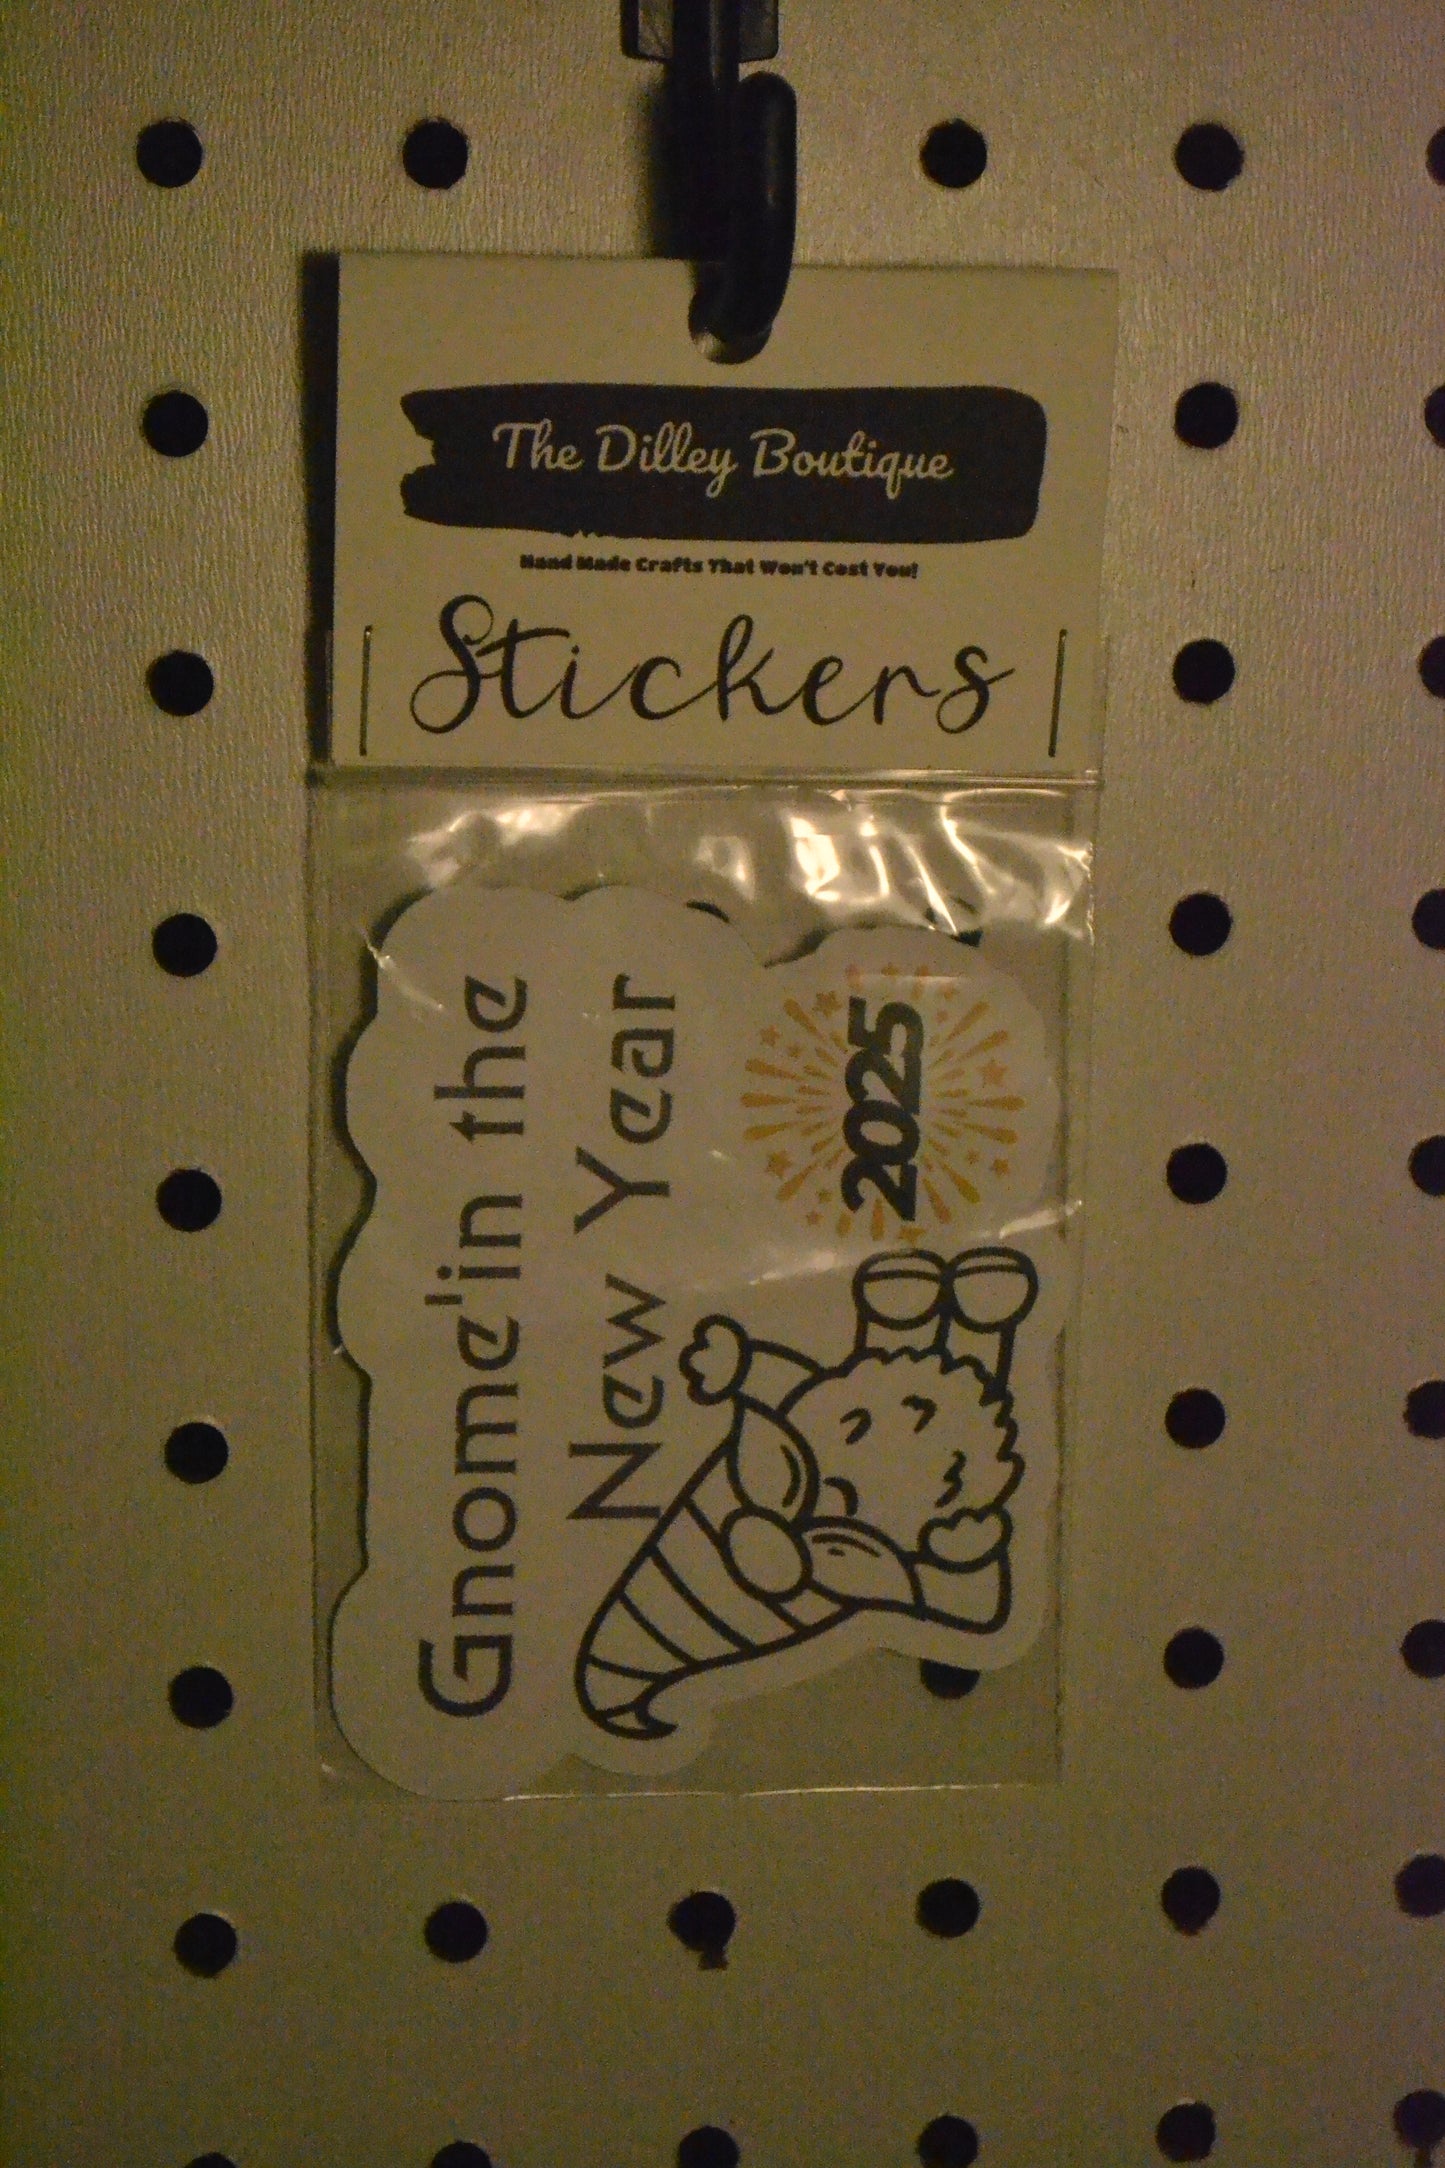 The Dilley Boutique
Hand Made Crafts That Won't Cost You!
Stickers
Gnome'in the
New Year
2025